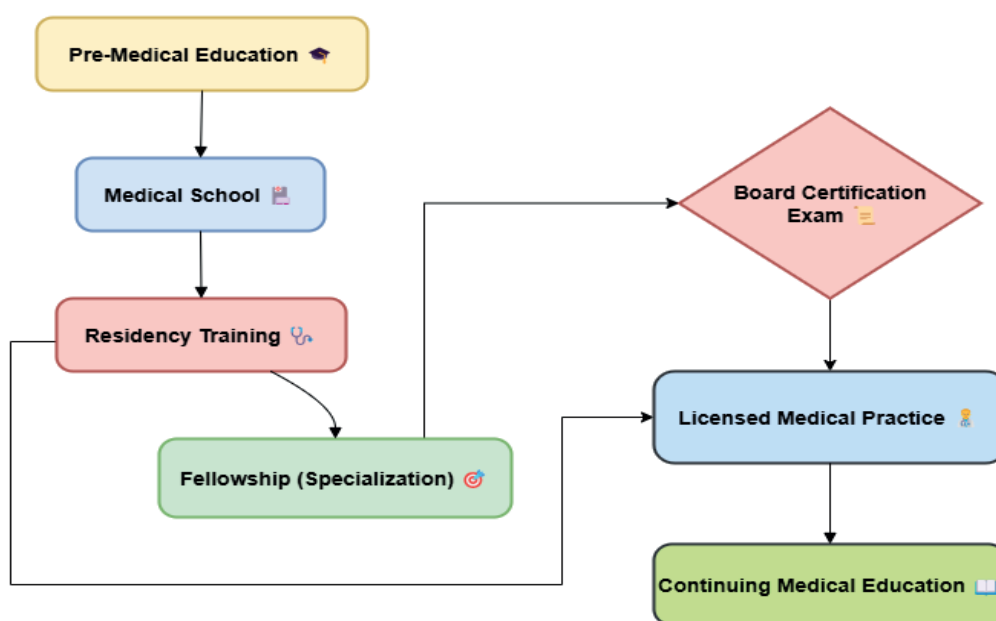 Pre-Medical Education 🎓
Medical School 💾
Residency Training 🩺
Fellowship (Specialization) 🎯
Board Certification
Exam 📜
Licensed Medical Practice 🧑‍⚕️
Continuing Medical Education 📖